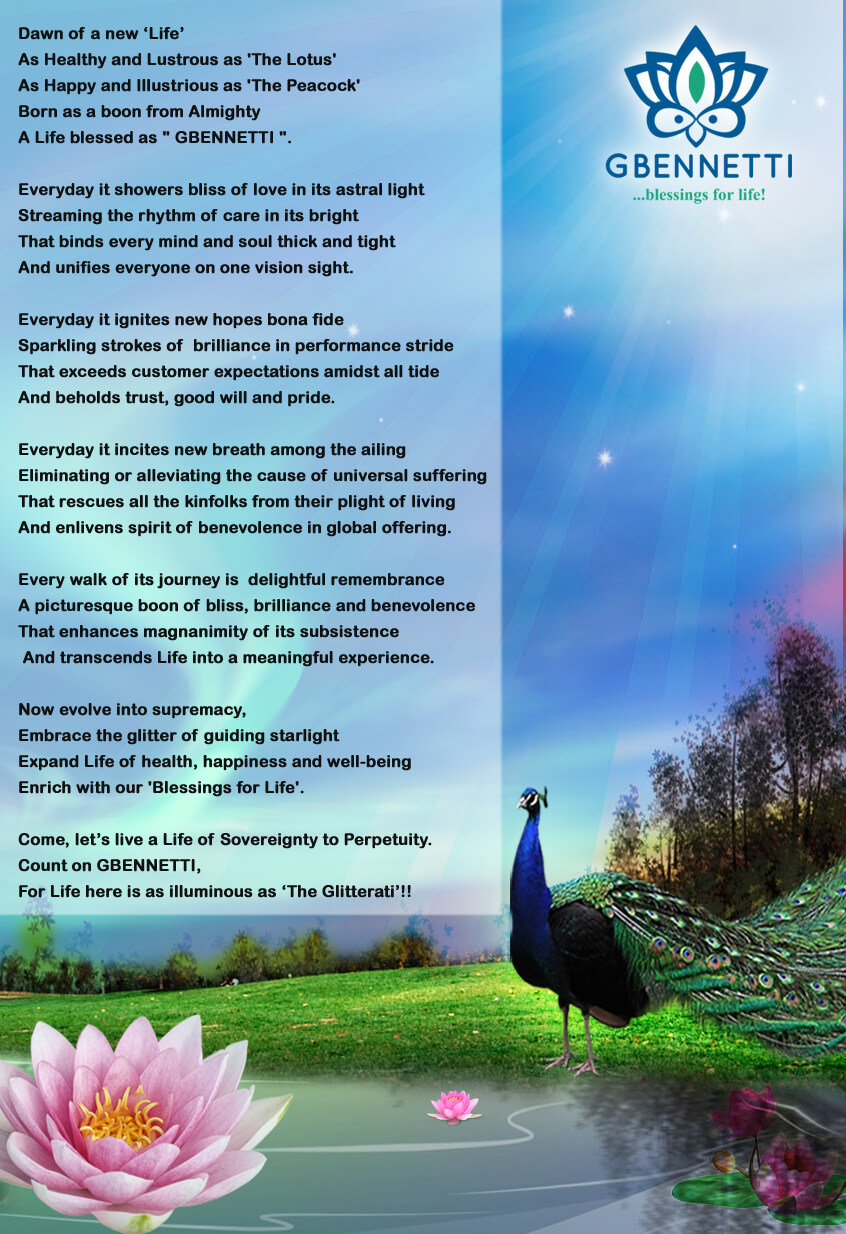 Dawn of a new ‘Life’
As Healthy and Lustrous as 'The Lotus'
As Happy and Illustrious as 'The Peacock'
Born as a boon from Almighty
A Life blessed as " GBENNETTI ".
Everyday it showers bliss of love in its astral light
Streaming the rhythm of care in its bright
That binds every mind and soul thick and tight
And unifies everyone on one vision sight.
Everyday it ignites new hopes bona fide
Sparkling strokes of  brilliance in performance stride
That exceeds customer expectations amidst all tide
And beholds trust, good will and pride.
Everyday it incites new breath among the ailing
Eliminating or alleviating the cause of universal suffering
That rescues all the kinfolks from their plight of living
And enlivens spirit of benevolence in global offering.
Every walk of its journey is  delightful remembrance
A picturesque boon of bliss, brilliance and benevolence
That enhances magnanimity of its subsistence
And transcends Life into a meaningful experience.
Now evolve into supremacy,
Embrace the glitter of guiding starlight
Expand Life of health, happiness and well-being
Enrich with our 'Blessings for Life'.
Come, let’s live a Life of Sovereignty to Perpetuity.
Count on GBENNETTI,
For Life here is as illuminous as ‘The Glitterati’!!
GBENNETTI
...blessings for life!